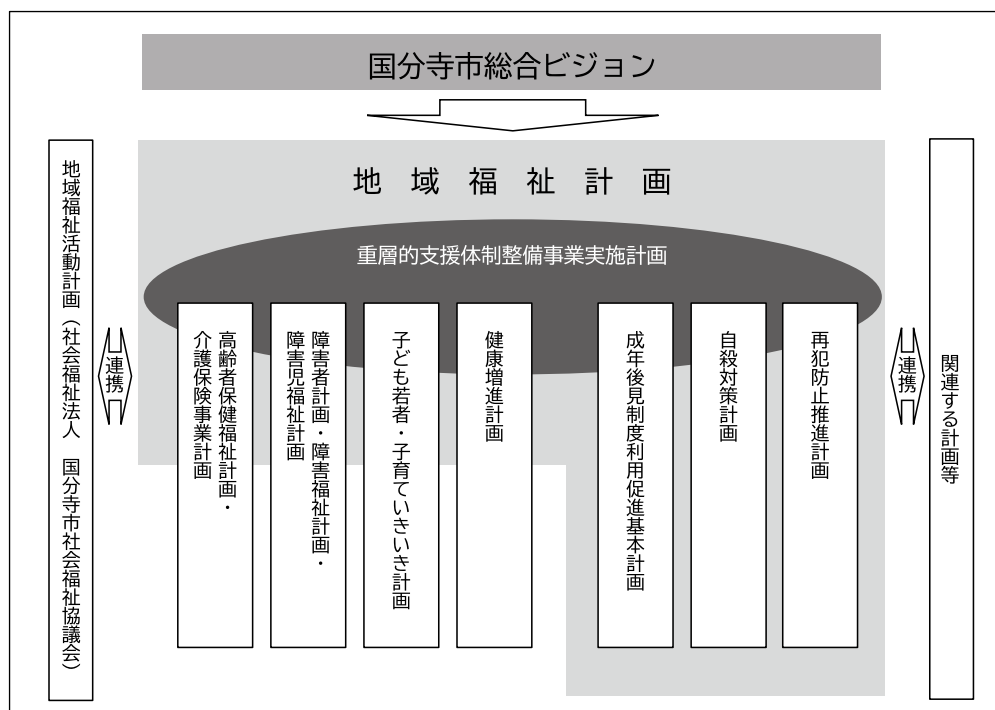 国分寺市総合ビジョン
地域福祉計画
重層的支援体制整備事業実施計画
地域福祉活動計画（社会福祉法人　国分寺市社会福祉協議会）
連携
高齢者保健福祉計画・
介護保険事業計画
障害者計画・障害福祉計画・
障害児福祉計画
子ども若者・子育ていきいき計画
健康増進計画
成年後見制度利用促進基本計画
自殺対策計画
再犯防止推進計画
連携
関連する計画等